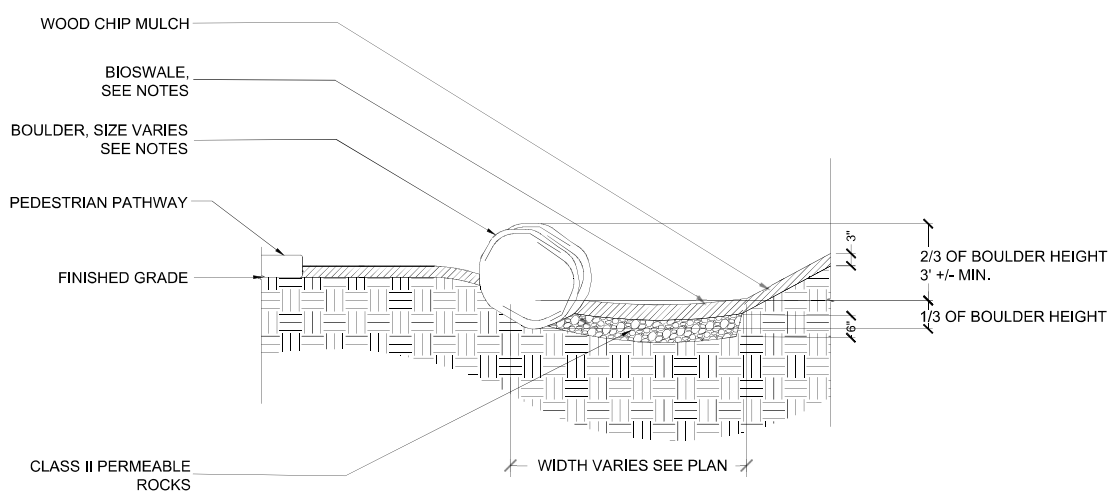 WOOD CHIP MULCH
BIOSWALE,
SEE NOTES
BOULDER, SIZE VARIES
SEE NOTES
PEDESTRIAN PATHWAY
FINISHED GRADE
3"
2/3 OF BOULDER HEIGHT
3' +/- MIN.
1/3 OF BOULDER HEIGHT
6"
CLASS II PERMEABLE
ROCKS
WIDTH VARIES SEE PLAN